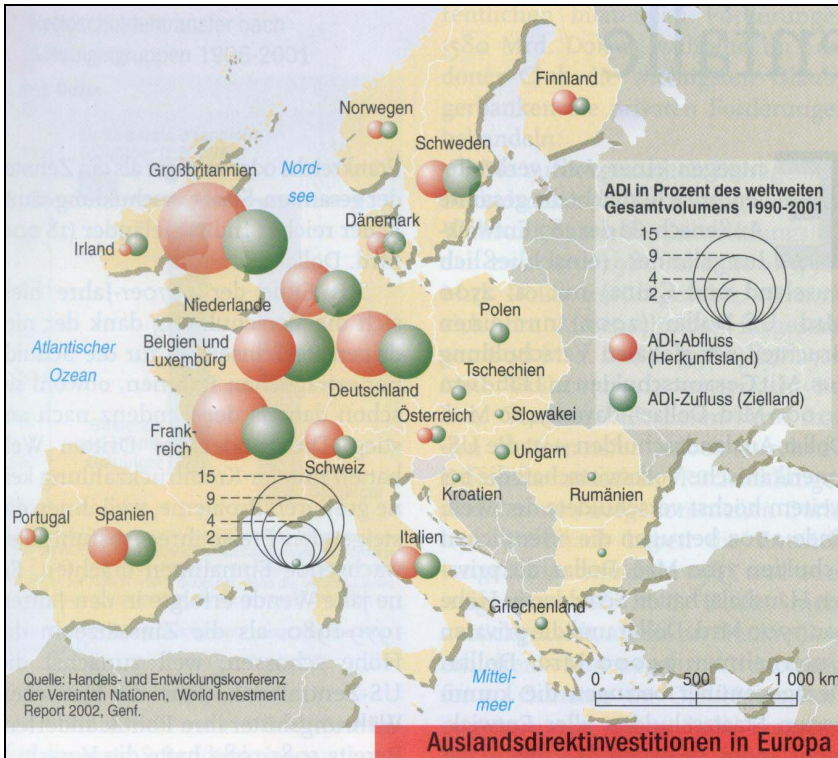 Finnland
Norwegen
Schweden
Großbritannien
Nord-
see
ADI in Prozent des weltweiten
Gesamtvolumens 1990-2001
15
9
4
2
Irland
Dänemark
Niederlande
Atlantischer
Ozean
Belgien und
Luxemburg
Polen
ADI-Abfluss
(Herkunftsland)
Tschechien
Deutschland
ADI-Zufluss (Zielland)
Frank-
reich
Österreich
Slowakei
Schweiz
Ungarn
15
9
4
2
Kroatien
Rumänien
Portugal
Spanien
Italien
Griechenland
Quelle: Handels- und Entwicklungskonferenz
der Vereinten Nationen, World Investment
Report 2002, Genf.
Mittel-
meer
0 500 1 000 km
Auslandsdirektinvestitionen in Europa